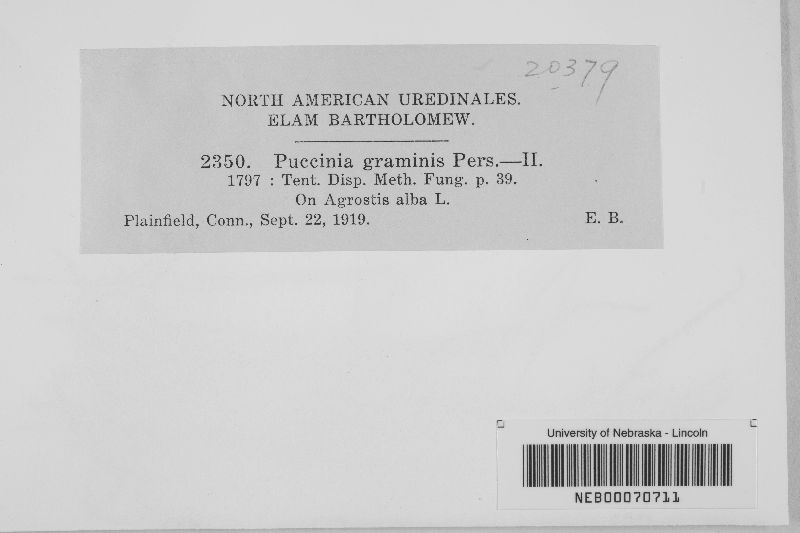 20379
NORTH AMERICAN UREDINALES.
ELAM BARTHOLOMEW.
2350. Puccinia graminis Pers.—II.
1797 : Tent. Disp. Meth. Fung. p. 39.
On Agrostis alba L.
Plainfield, Conn., Sept. 22, 1919. E. B.
University of Nebraska - Lincoln
NEB00070711